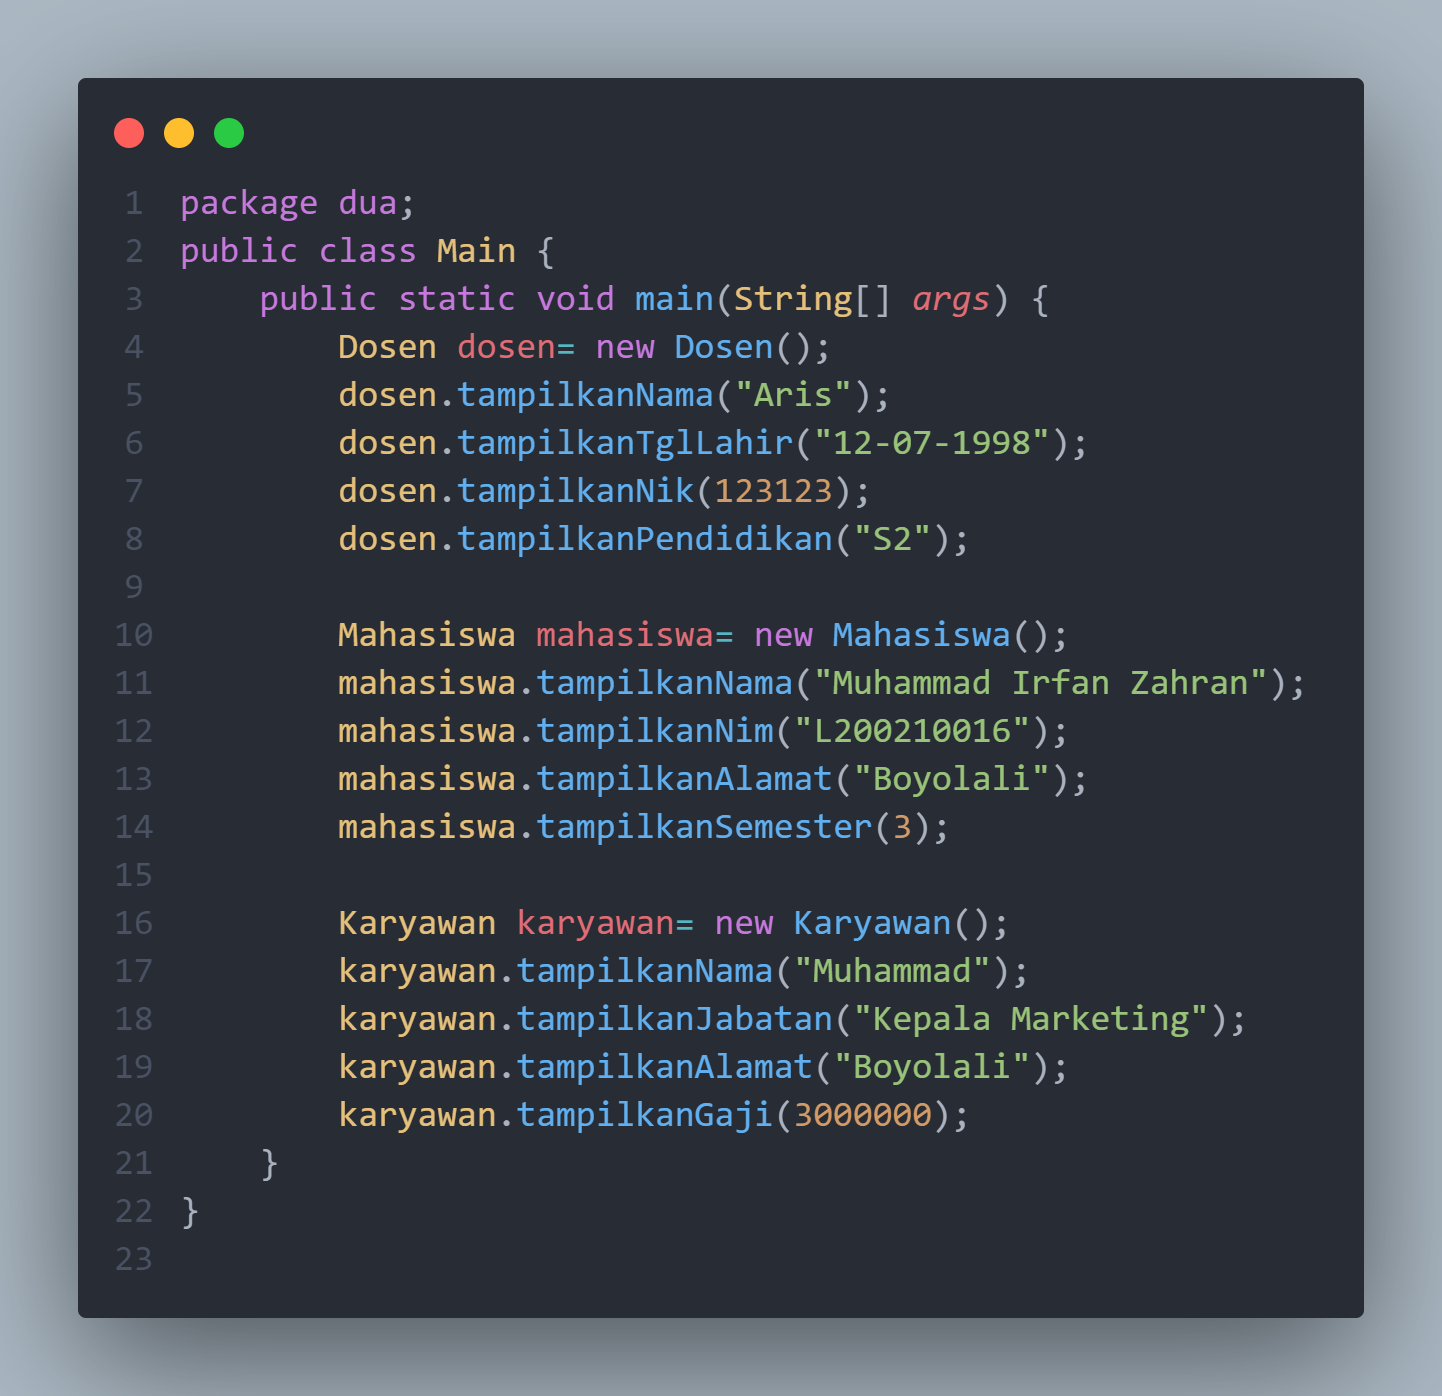 1 package dua;
2 public class Main {
3     public static void main(String[] args) {
4         Dosen dosen= new Dosen();
5         dosen.tampilkanNama("Aris");
6         dosen.tampilkanTglLahir("12-07-1998");
7         dosen.tampilkanNik(123123);
8         dosen.tampilkanPendidikan("S2");
9
10         Mahasiswa mahasiswa= new Mahasiswa();
11         mahasiswa.tampilkanNama("Muhammad Irfan Zahran");
12         mahasiswa.tampilkanNim("L200210016");
13         mahasiswa.tampilkanAlamat("Boyolali");
14         mahasiswa.tampilkanSemester(3);
15
16         Karyawan karyawan= new Karyawan();
17         karyawan.tampilkanNama("Muhammad");
18         karyawan.tampilkanJabatan("Kepala Marketing");
19         karyawan.tampilkanAlamat("Boyolali");
20         karyawan.tampilkanGaji(3000000);
21     }
22 }
23